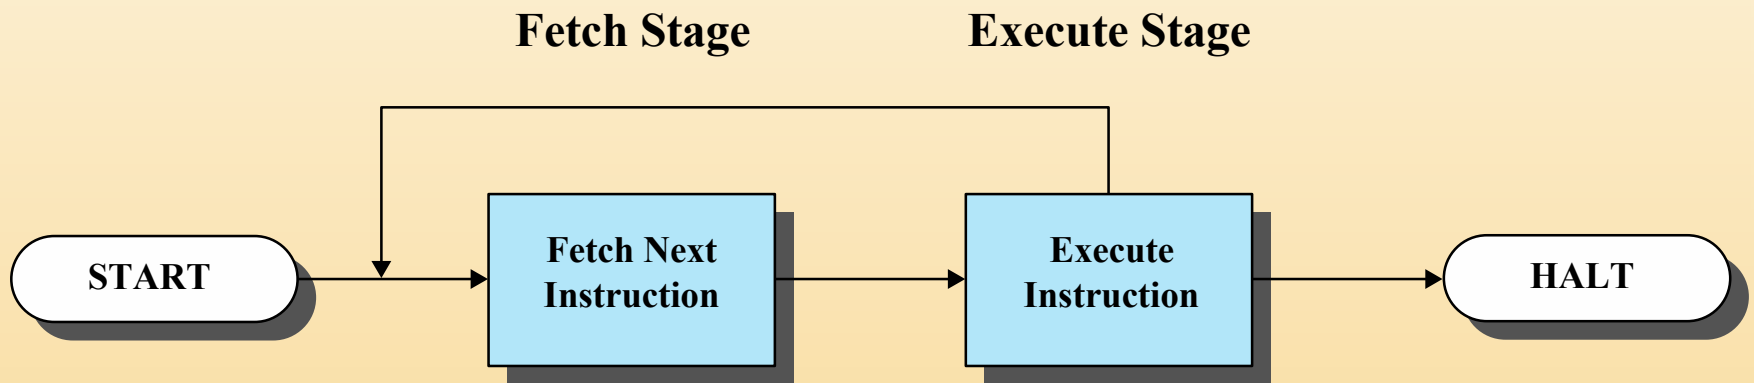 Fetch Stage
Execute Stage
START
Fetch Next
Instruction
Execute
Instruction
HALT